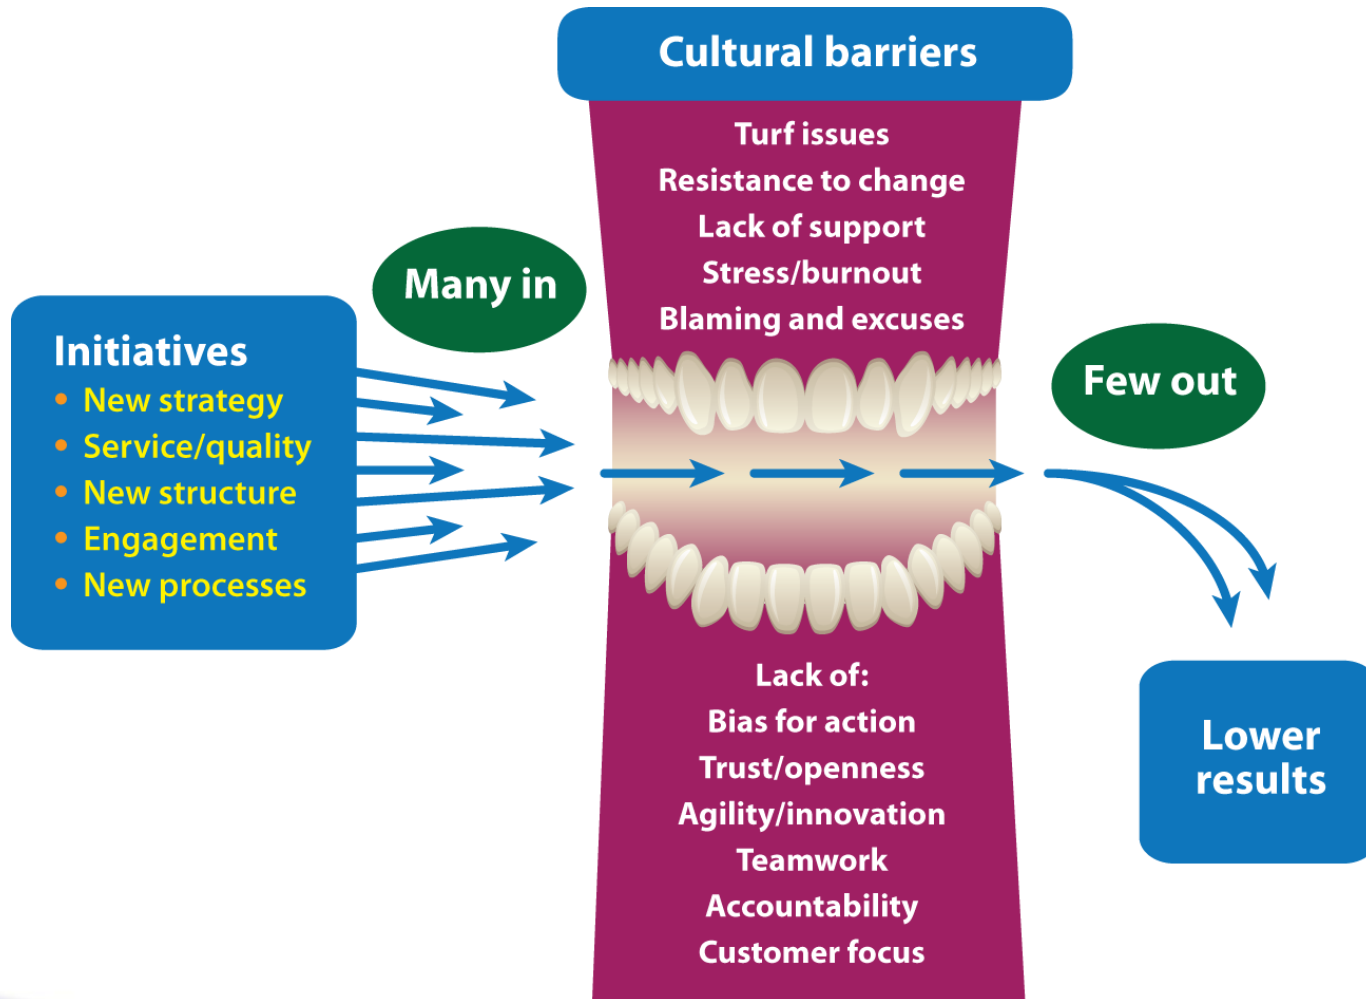 Cultural barriers
Turf issues
Resistance to change
Lack of support
Stress/burnout
Blaming and excuses
Many in
Initiatives
• New strategy
• Service/quality
• New structure
• Engagement
• New processes
Few out
Lack of:
Bias for action
Trust/openness
Agility/innovation
Teamwork
Accountability
Customer focus
Lower
results